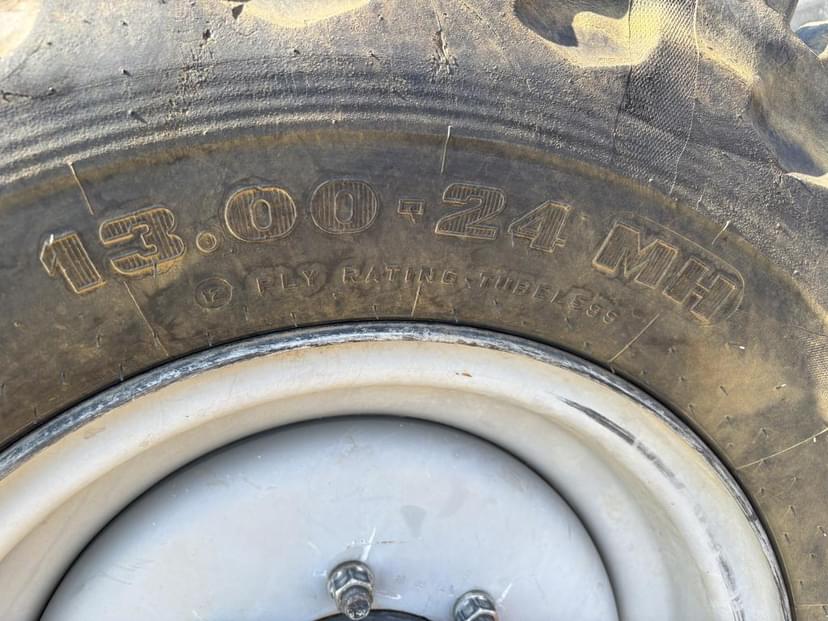 13.00-24 MH
12 PLY RATING-TUBELESS